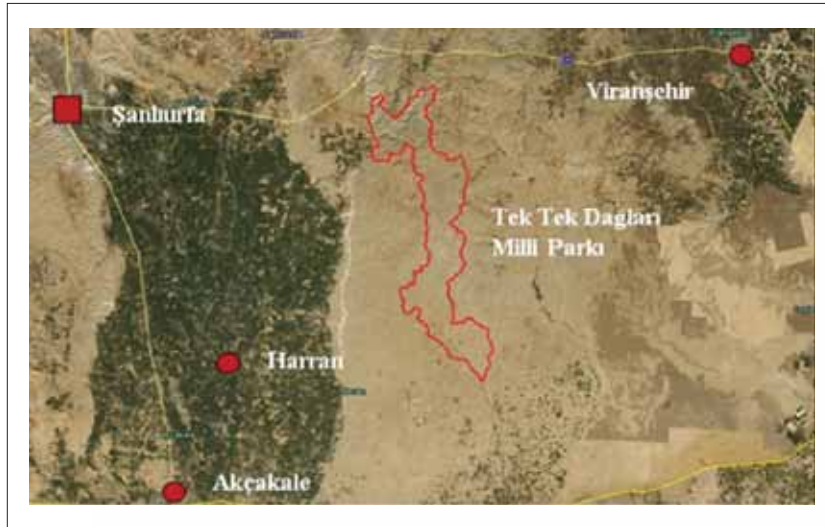 Viranşehir
Şanlıurfa
Tek Tek Dağları
Milli Parkı
Harran
Akçakale